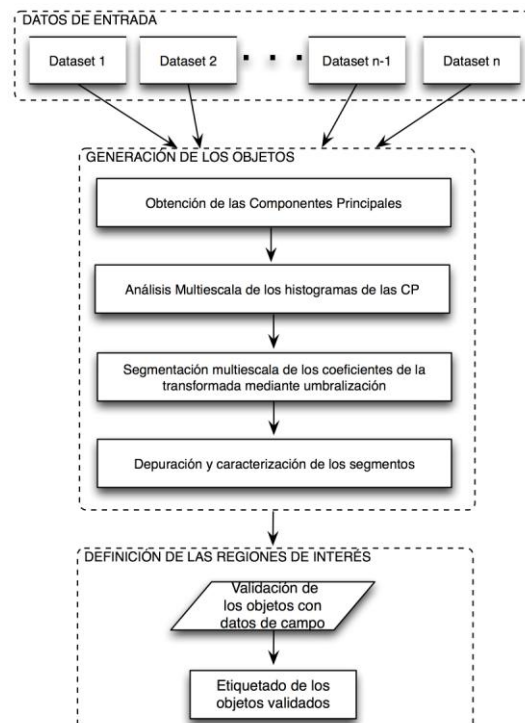 DATOS DE ENTRADA
Dataset 1
Dataset 2
. . .
Dataset n-1
Dataset n
GENERACIÓN DE LOS OBJETOS
Obtención de las Componentes Principales
Análisis Multiescala de los histogramas de las CP
Segmentación multiescala de los coeficientes de la
transformada mediante umbralización
Depuración y caracterización de los segmentos
DEFINICIÓN DE LAS REGIONES DE INTERÉS
Validación de
los objetos con
datos de campo
Etiquetado de los
objetos validados